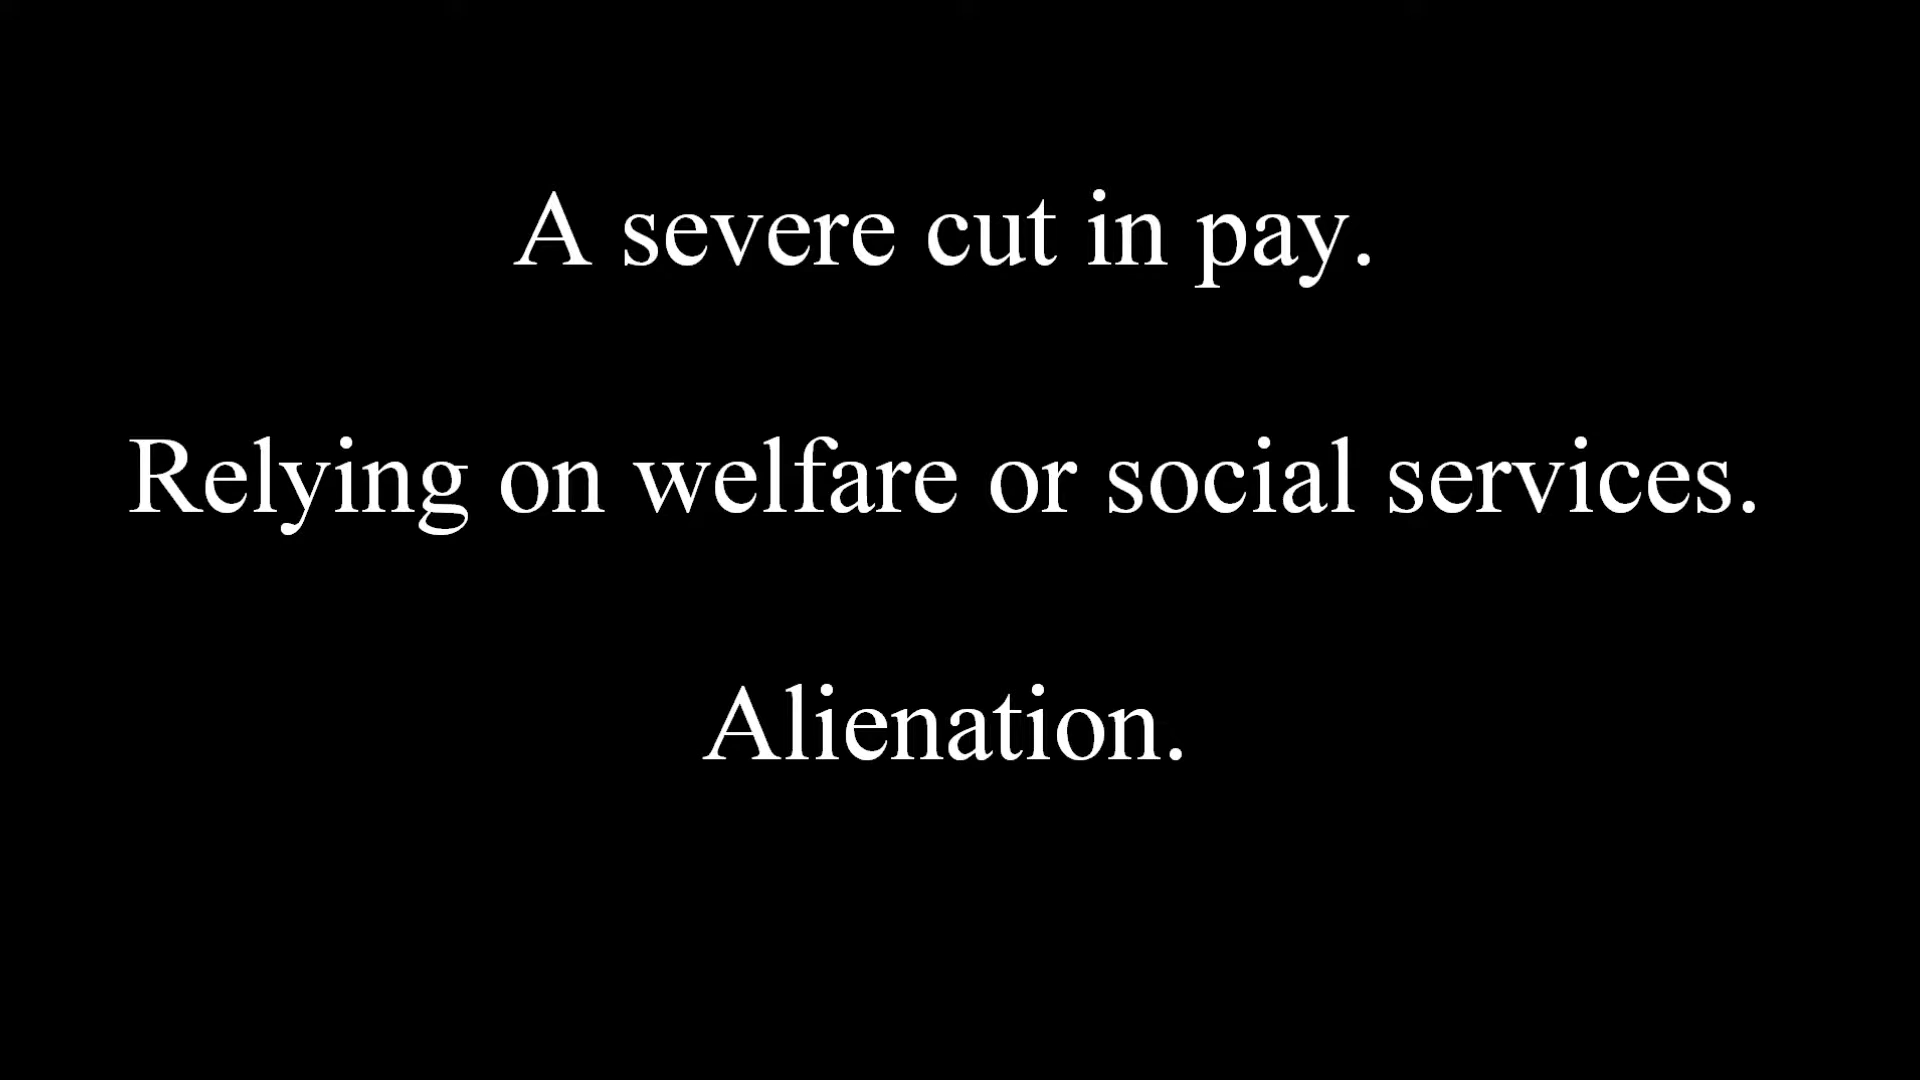 A severe cut in pay.
Relying on welfare or social services.
Alienation.